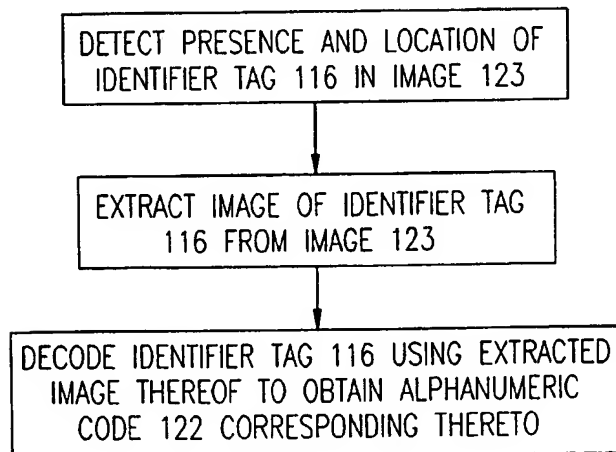 DETECT PRESENCE AND LOCATION OF
IDENTIFIER TAG 116 IN IMAGE 123
EXTRACT IMAGE OF IDENTIFIER TAG
116 FROM IMAGE 123
DECODE IDENTIFIER TAG 116 USING EXTRACTED
IMAGE THEREOF TO OBTAIN ALPHANUMERIC
CODE 122 CORRESPONDING THERETO